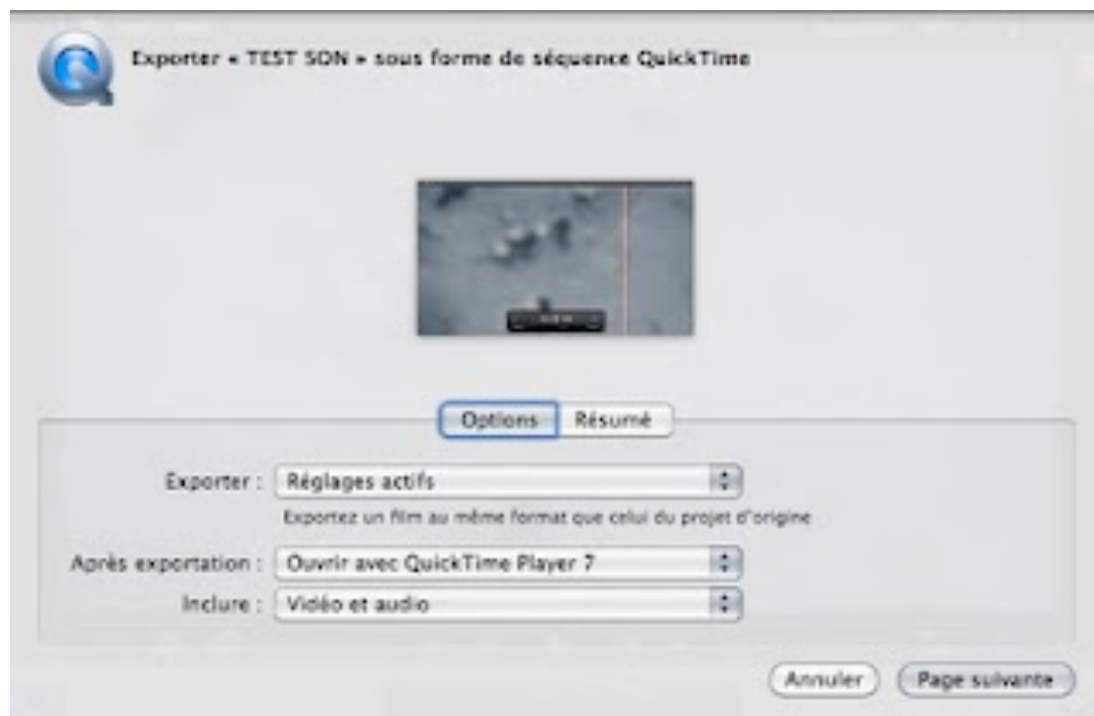 Exporter « TEST SON » sous forme de séquence QuickTime
Options Résumé
Exporter : Réglages actifs
Exportez un film au même format que celui du projet d'origine
Après exportation : Ouvrir avec QuickTime Player 7
Inclure : Vidéo et audio
Annuler Page suivante